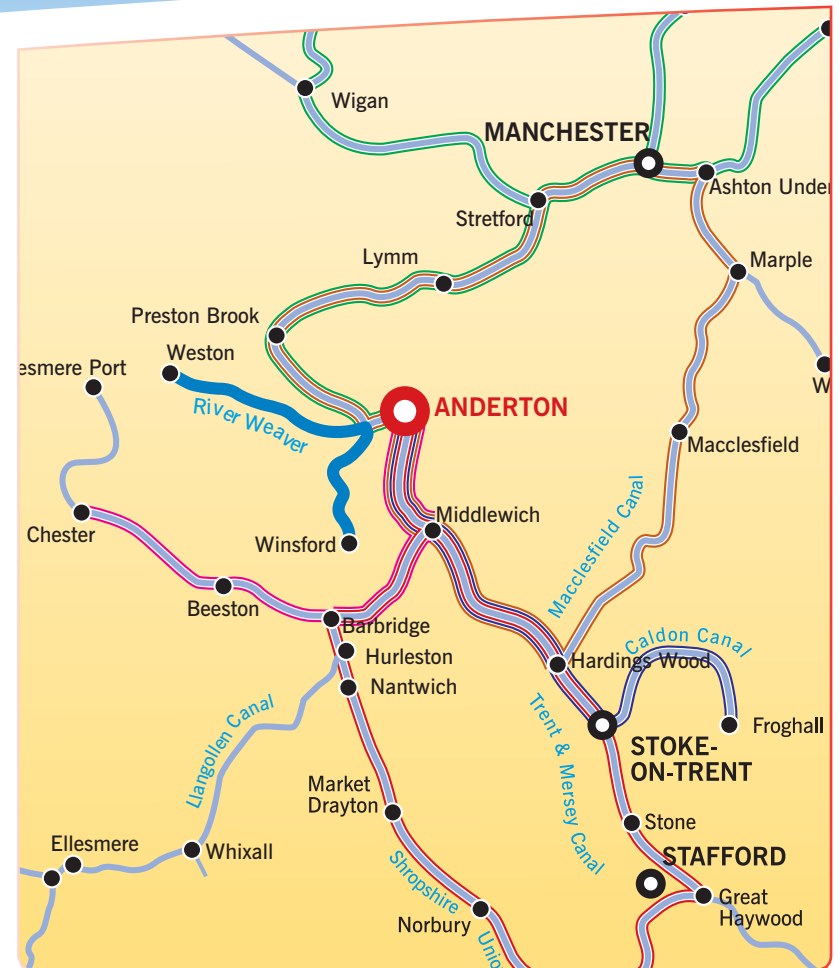 Wigan
MANCHESTER
Ashton Under
Stretford
Lymm
Marple
Preston Brook
Weston
esmere Port
W
River Weaver
ANDERTON
Macclesfield
Middlewich
Macclesfield Canal
Chester
Winsford
Beeston
Barbridge
Caldon Canal
Hardings Wood
Hurleston
Nantwich
Llangollen Canal
Trent & Mersey Canal
Froghall
STOKE-
ON-TRENT
Market
Drayton
Stone
Ellesmere
Whixall
STAFFORD
Shropshire
Great
Haywood
Norbury
Unio